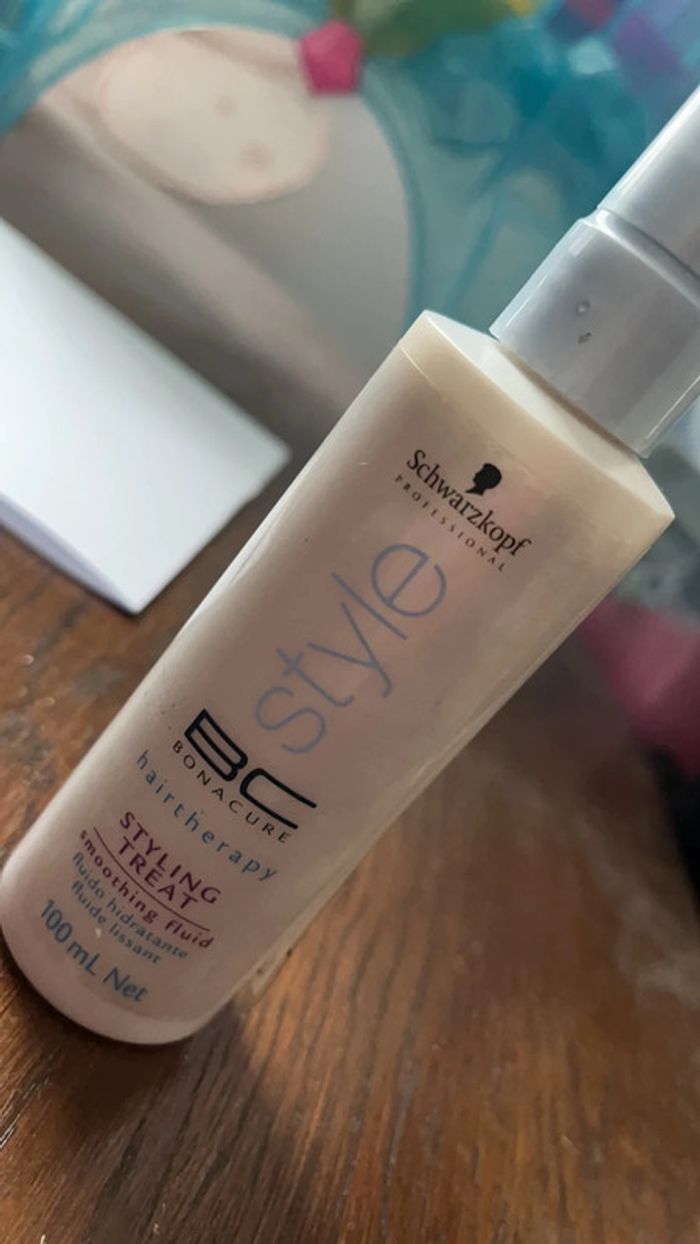 Schwarzkopf
PROFESSIONAL
style
BC
BONACURE
hairtherapy
STYLING
TREAT
smoothing fluid
fluido hidratante
fluide lissant
100 mL Net